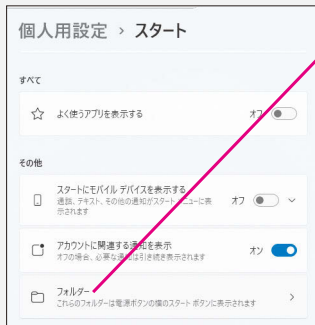 個人用設定 › スタート
すべて
よく使うアプリを表示する オフ
その他
スタートにモバイル デバイスを表示する オフ
通話、テキスト、その他の通知がスタート メニューに表
示されます
アカウントに関連する通知を表示 オン
オフの場合、必要な通知は引き続き表示されます
フォルダー
これらのフォルダーは電源ボタンの横のスタート ボタンに表示されます